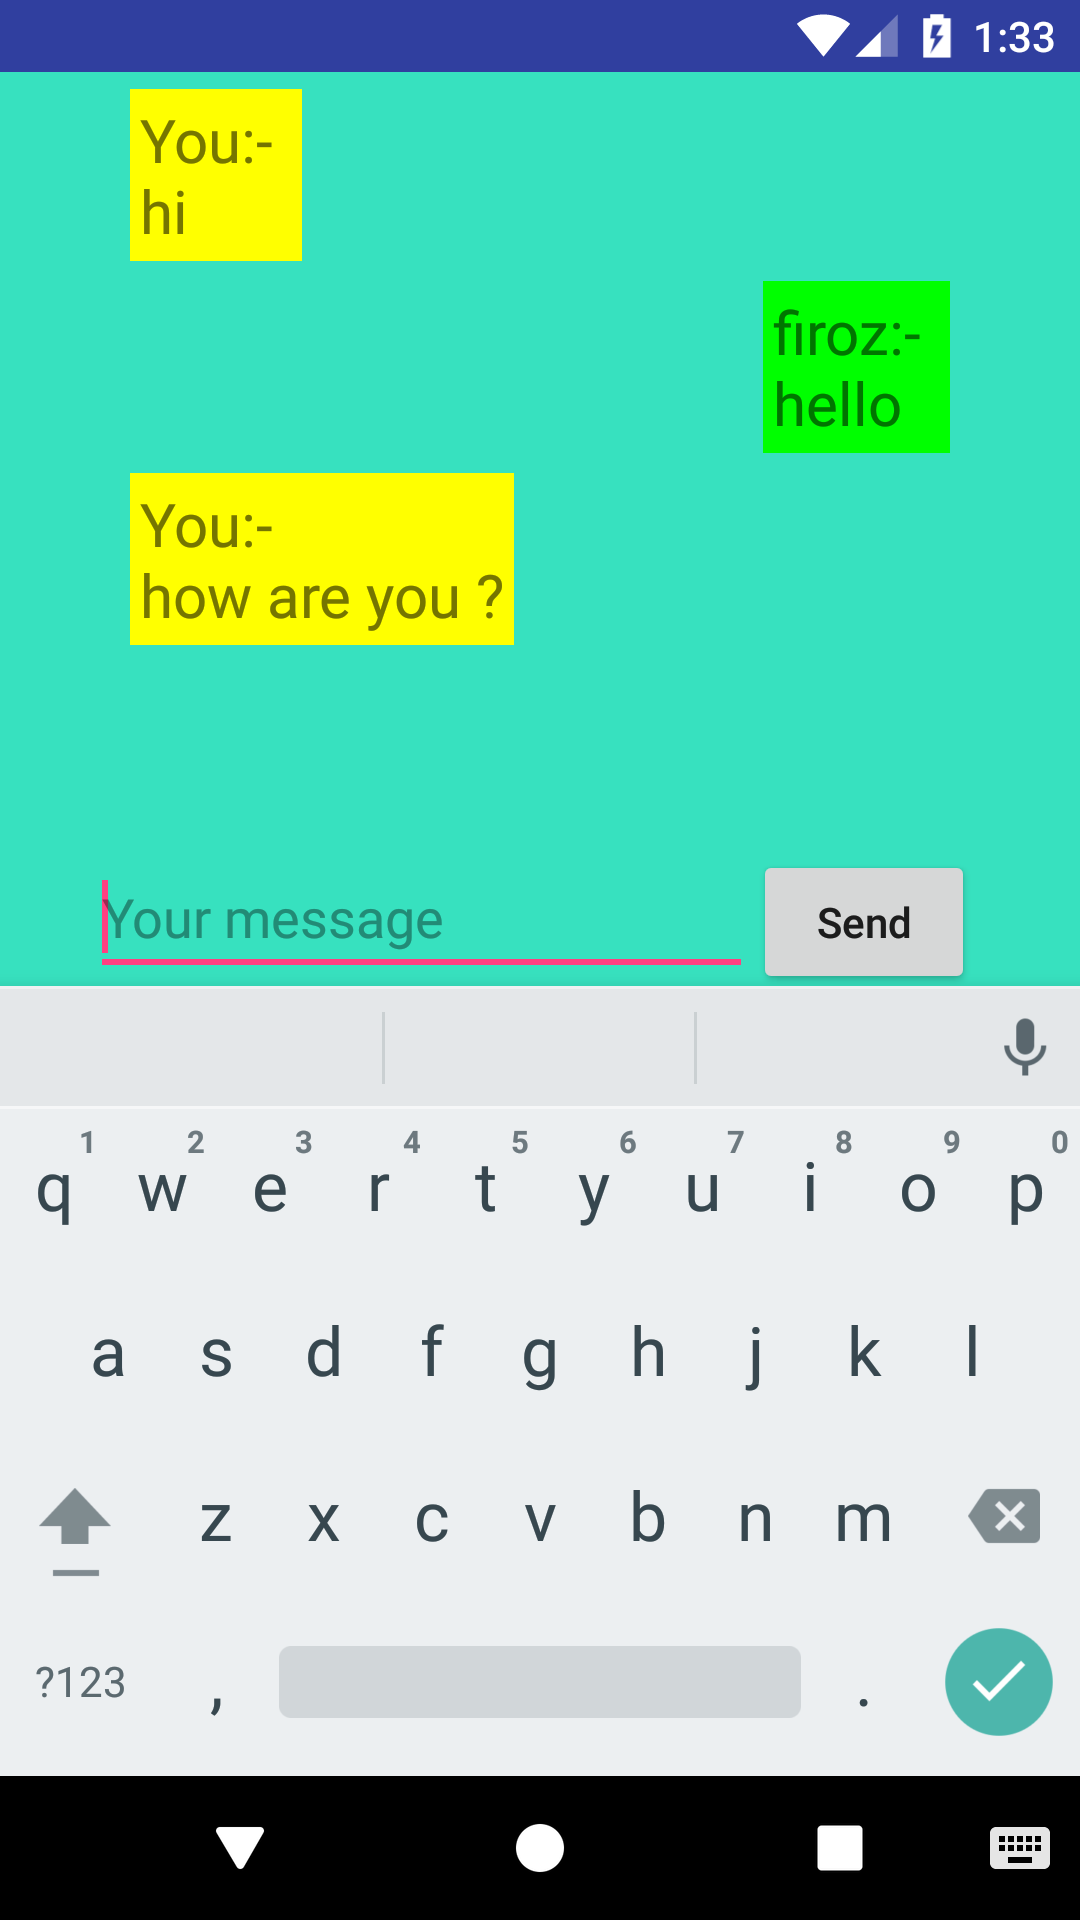 1:33
You:-
hi
firoz:-
hello
You:-
how are you ?
Your message
Send
1 2 3 4 5 6 7 8 9 0
q w e r t y u i o p
a s d f g h j k l
z x c v b n m
?123 , .